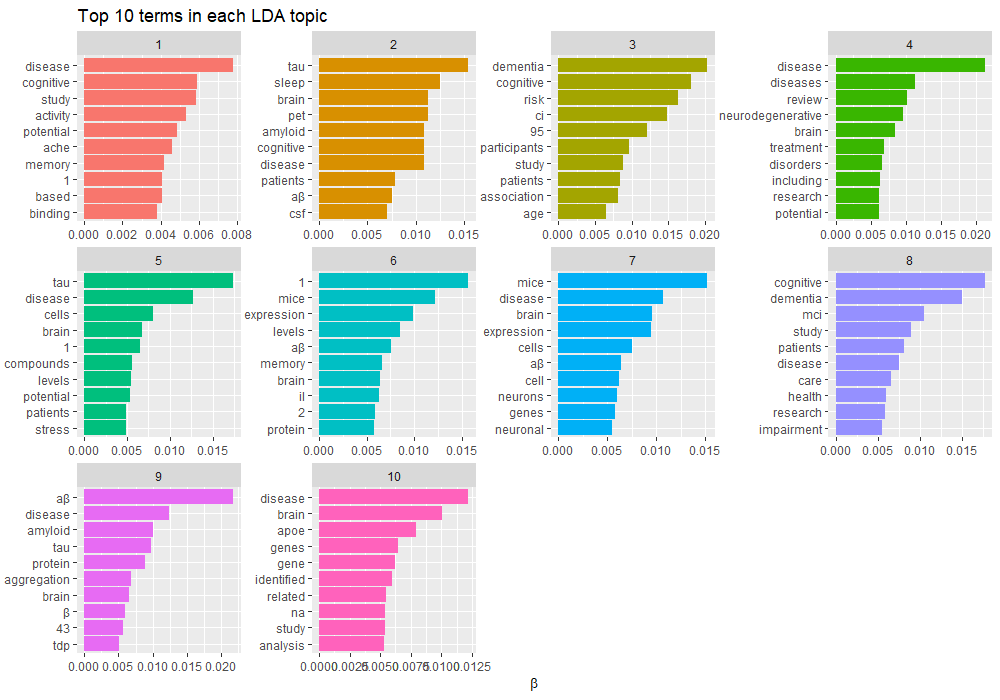 Top 10 terms in each LDA topic
1
disease
cognitive
study
activity
potential
ache
memory
1
based
binding
0.000 0.002 0.004 0.006 0.008
2
tau
sleep
brain
pet
amyloid
cognitive
disease
patients
aβ
csf
0.000 0.005 0.010 0.015
3
dementia
cognitive
risk
ci
95
participants
study
patients
association
age
0.000 0.005 0.010 0.015 0.020
4
disease
diseases
review
neurodegenerative
brain
treatment
disorders
including
research
potential
0.000 0.005 0.010 0.015 0.020
5
tau
disease
cells
brain
1
compounds
levels
potential
patients
stress
0.000 0.005 0.010 0.015
6
1
mice
expression
levels
aβ
memory
brain
il
2
protein
0.000 0.005 0.010 0.015
7
mice
disease
brain
expression
cells
aβ
cell
neurons
genes
neuronal
0.000 0.005 0.010 0.015
8
cognitive
dementia
mci
study
patients
disease
care
health
research
impairment
0.000 0.005 0.010 0.015
9
aβ
disease
amyloid
tau
protein
aggregation
brain
β
43
tdp
0.000 0.005 0.010 0.015 0.020
10
disease
brain
apoe
genes
gene
identified
related
na
study
analysis
0.0000 0.0025 0.0050 0.0075 0.0100 0.0125
β